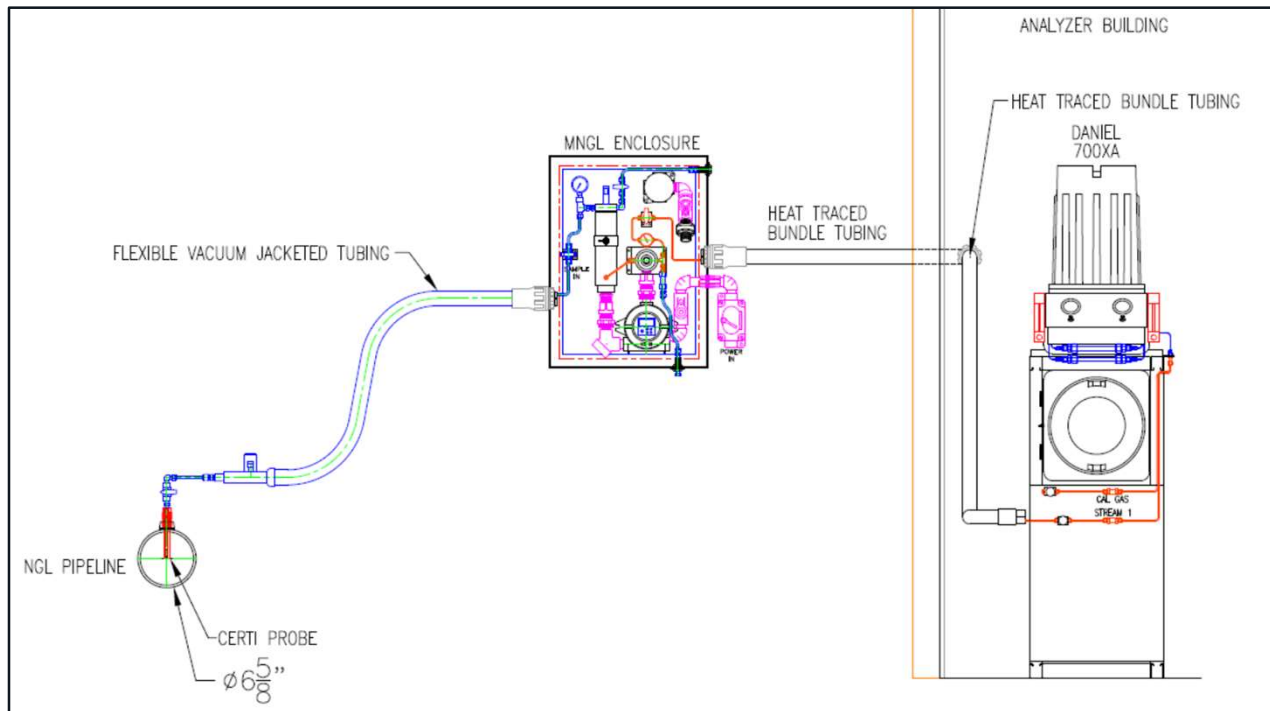 ANALYZER BUILDING
HEAT TRACED BUNDLE TUBING
DANIEL
700XA
MNGL ENCLOSURE
HEAT TRACED
BUNDLE TUBING
FLEXIBLE VACUUM JACKETED TUBING
SAMPLE
IN
POWER
IN
CAL GAS
STREAM 1
NGL PIPELINE
CERTI PROBE
⌀6 5/8"